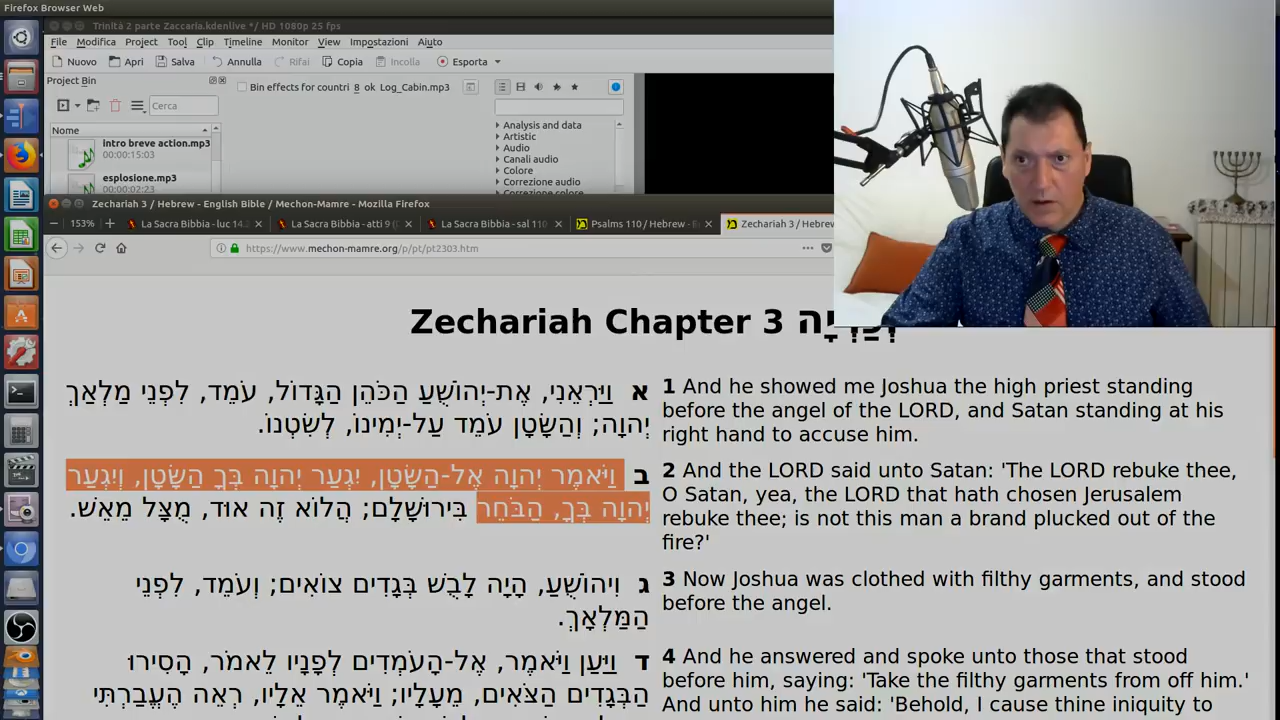 Firefox Browser Web
Trinità 2 parte Zaccaria.kdenlive */ HD 1080p 25 fps
File Modifica Project Tool Clip Timeline Monitor View Impostazioni Aiuto
Nuovo Apri Salva Annulla Rifai Copia Incolla Esporta
Project Bin
Bin effects for countri 8 ok Log_Cabin.mp3
Cerca
Nome
intro breve action.mp3
00:00:15:03
esplosione.mp3
00:00:02:23
Analysis and data
Artistic
Audio
Canali audio
Colore
Correzione audio
Zechariah 3 / Hebrew - English Bible / Mechon-Mamre - Mozilla Firefox
153% La Sacra Bibbia - luc 14.2 La Sacra Bibbia - atti 9 ( La Sacra Bibbia - sal 110 Psalms 110 / Hebrew - E Zechariah 3 / Hebrew
https://www.mechon-mamre.org/p/pt/pt2303.htm
Zechariah Chapter 3 זְכַרְיָה
א וַיַּרְאֵנִי, אֶת-יְהוֹשֻׁעַ הַכֹּהֵן הַגָּדוֹל, עֹמֵד, לִפְנֵי מַלְאַךְ
יְהוָה; וְהַשָּׂטָן עֹמֵד עַל-יְמִינוֹ, לְשִׂטְנוֹ.
1 And he showed me Joshua the high priest standing
before the angel of the LORD, and Satan standing at his
right hand to accuse him.
ב וַיֹּאמֶר יְהוָה אֶל-הַשָּׂטָן, יִגְעַר יְהוָה בְּךָ הַשָּׂטָן, וְיִגְעַר
יְהוָה בְּךָ, הַבֹּחֵר בִּירוּשָׁלִָם; הֲלוֹא זֶה אוּד, מֻצָּל מֵאֵשׁ.
2 And the LORD said unto Satan: 'The LORD rebuke thee,
O Satan, yea, the LORD that hath chosen Jerusalem
rebuke thee; is not this man a brand plucked out of the
fire?'
ג וִיהוֹשֻׁעַ, הָיָה לָבֻשׁ בְּגָדִים צוֹאִים; וְעֹמֵד, לִפְנֵי
הַמַּלְאָךְ.
3 Now Joshua was clothed with filthy garments, and stood
before the angel.
ד וַיַּעַן וַיֹּאמֶר, אֶל-הָעֹמְדִים לְפָנָיו לֵאמֹר, הָסִירוּ
הַבְּגָדִים הַצֹּאִים, מֵעָלָיו; וַיֹּאמֶר אֵלָיו, רְאֵה הֶעֱבַרְתִּי
4 And he answered and spoke unto those that stood
before him, saying: 'Take the filthy garments from off him.'
And unto him he said: 'Behold, I cause thine iniquity to